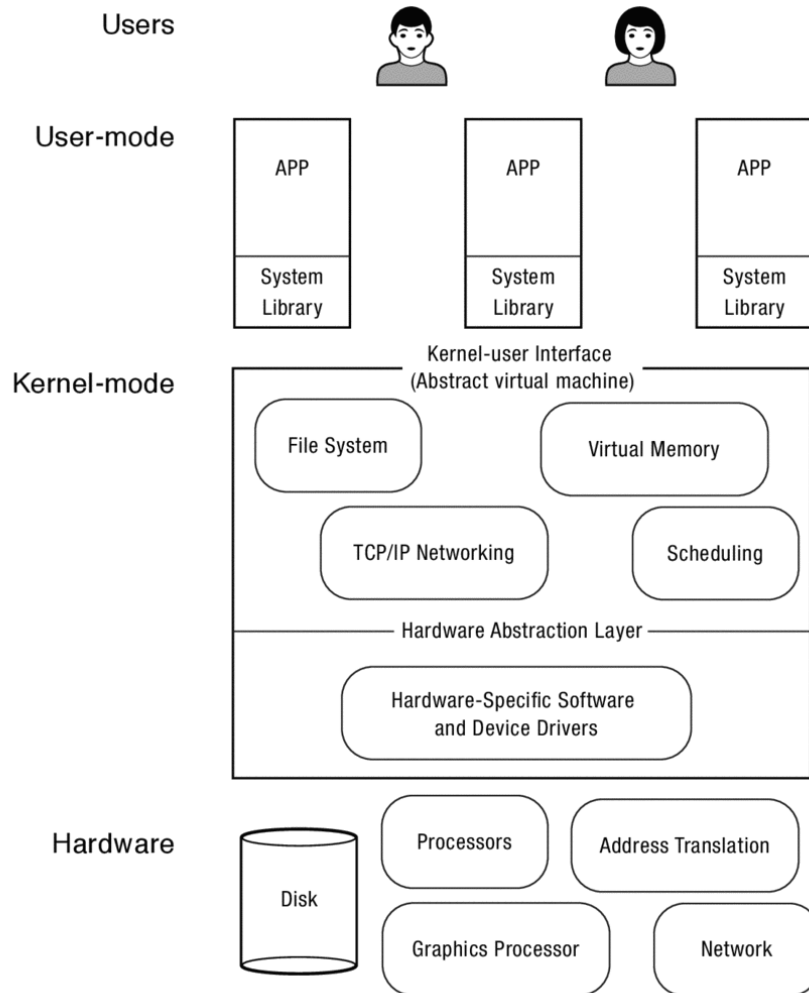 Users
User-mode
APP
APP
APP
System
Library
System
Library
System
Library
Kernel-mode
Kernel-user Interface
(Abstract virtual machine)
File System
Virtual Memory
TCP/IP Networking
Scheduling
Hardware Abstraction Layer
Hardware-Specific Software
and Device Drivers
Hardware
Processors
Address Translation
Disk
Graphics Processor
Network